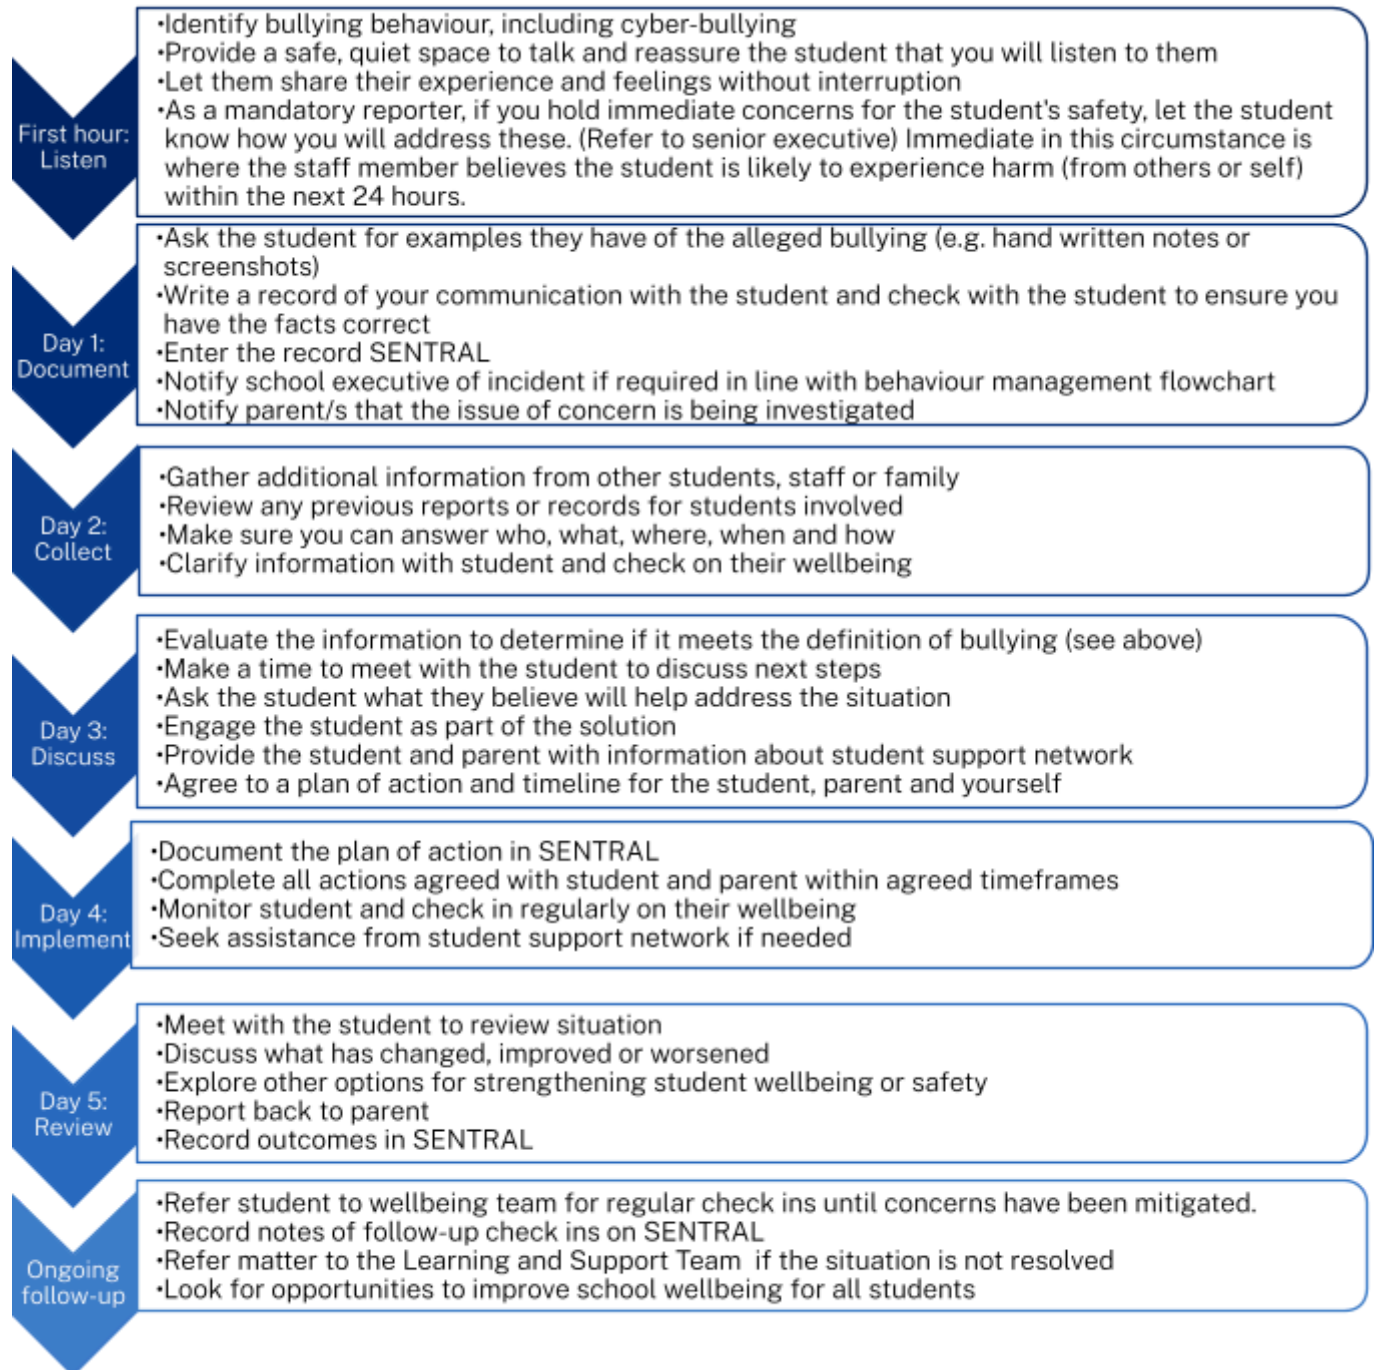 First hour:
Listen
•Identify bullying behaviour, including cyber-bullying
•Provide a safe, quiet space to talk and reassure the student that you will listen to them
•Let them share their experience and feelings without interruption
•As a mandatory reporter, if you hold immediate concerns for the student's safety, let the student
know how you will address these. (Refer to senior executive) Immediate in this circumstance is
where the staff member believes the student is likely to experience harm (from others or self)
within the next 24 hours.
Day 1:
Document
•Ask the student for examples they have of the alleged bullying (e.g. hand written notes or
screenshots)
•Write a record of your communication with the student and check with the student to ensure you
have the facts correct
•Enter the record SENTRAL
•Notify school executive of incident if required in line with behaviour management flowchart
•Notify parent/s that the issue of concern is being investigated
Day 2:
Collect
•Gather additional information from other students, staff or family
•Review any previous reports or records for students involved
•Make sure you can answer who, what, where, when and how
•Clarify information with student and check on their wellbeing
Day 3:
Discuss
•Evaluate the information to determine if it meets the definition of bullying (see above)
•Make a time to meet with the student to discuss next steps
•Ask the student what they believe will help address the situation
•Engage the student as part of the solution
•Provide the student and parent with information about student support network
•Agree to a plan of action and timeline for the student, parent and yourself
Day 4:
Implement
•Document the plan of action in SENTRAL
•Complete all actions agreed with student and parent within agreed timeframes
•Monitor student and check in regularly on their wellbeing
•Seek assistance from student support network if needed
Day 5:
Review
•Meet with the student to review situation
•Discuss what has changed, improved or worsened
•Explore other options for strengthening student wellbeing or safety
•Report back to parent
•Record outcomes in SENTRAL
Ongoing
follow-up
•Refer student to wellbeing team for regular check ins until concerns have been mitigated.
•Record notes of follow-up check ins on SENTRAL
•Refer matter to the Learning and Support Team  if the situation is not resolved
•Look for opportunities to improve school wellbeing for all students